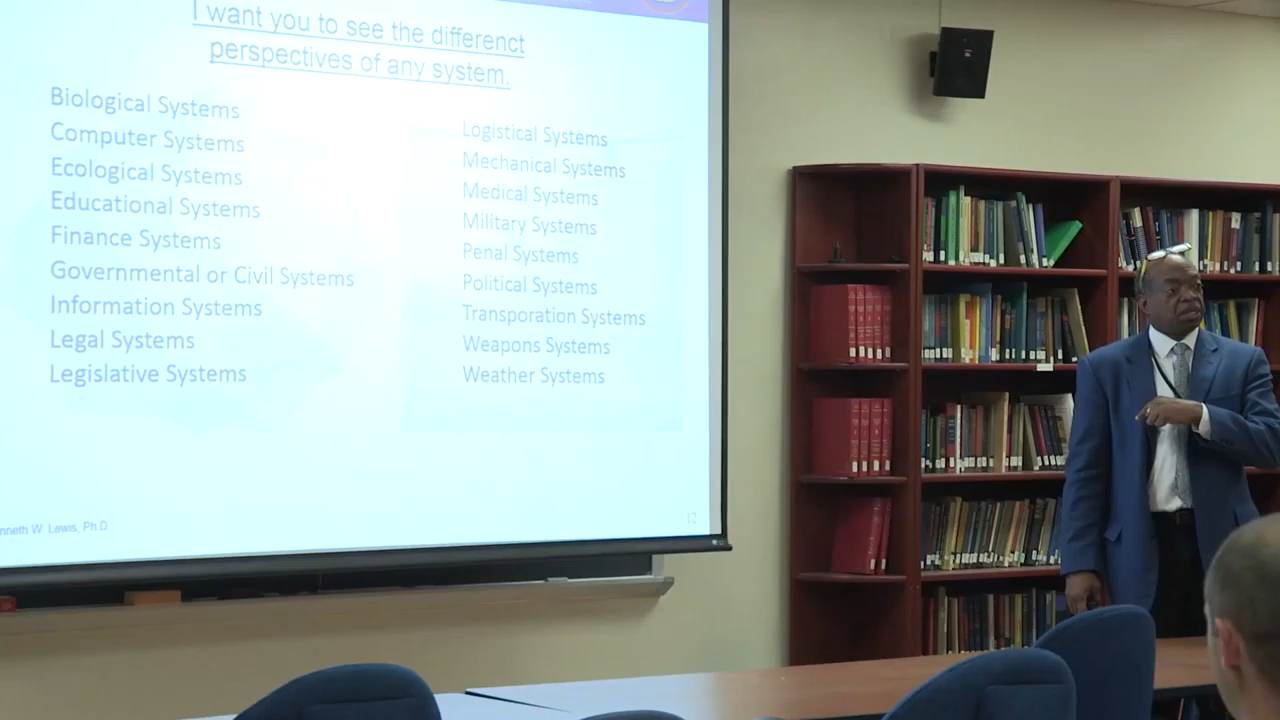 I want you to see the differenct
perspectives of any system.
Biological Systems
Computer Systems
Ecological Systems
Educational Systems
Finance Systems
Governmental or Civil Systems
Information Systems
Legal Systems
Legislative Systems
Logistical Systems
Mechanical Systems
Medical Systems
Military Systems
Penal Systems
Political Systems
Transporation Systems
Weapons Systems
Weather Systems
W. Lewis, Ph.D.
12